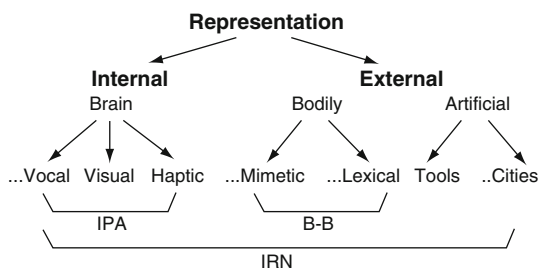 Representation
Internal External
Brain Bodily Artificial
...Vocal Visual Haptic ...Mimetic ...Lexical Tools ..Cities
IPA B-B
IRN